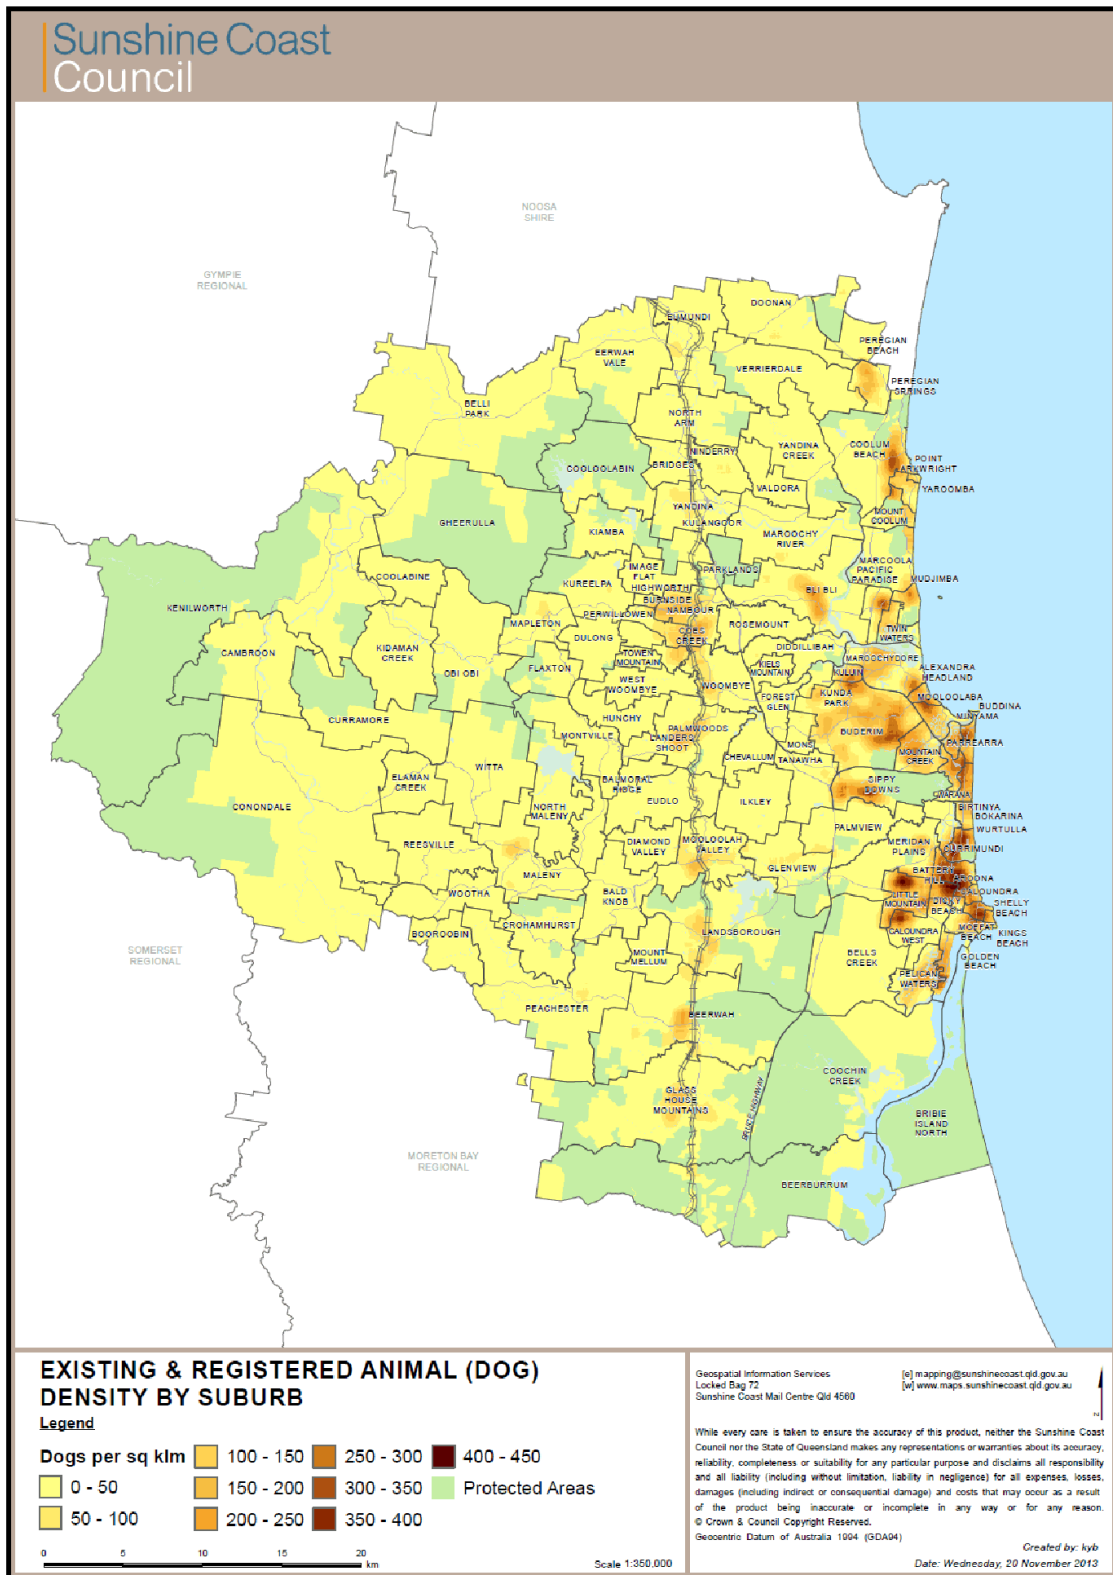 Sunshine Coast
Council
NOOSA
SHIRE
GYMPIE
REGIONAL
DOONAN
EUMUNDI
PEREGIAN
BEACH
EERWAH
VALE
VERRIERDALE
PEREGIAN
SPRINGS
BELLI
PARK
NORTH
ARM
COOLUM
BEACH
YANDINA
CREEK
NINDERRY
POINT
ARKWRIGHT
COOLOOLABIN
BRIDGES
YAROOMBA
VALDORA
YANDINA
MOUNT
COOLUM
GHEERULLA
KULANGOOR
KIAMBA
MAROOCHY
RIVER
MARCOOLA
IMAGE
FLAT
PARKLANDS
PACIFIC
PARADISE
MUDJIMBA
COOLABINE
KUREELPA
HIGHWORTH
BLI BLI
BURNSIDE
KENILWORTH
PERWILLOWEN
NAMBOUR
MAPLETON
ROSEMOUNT
TWIN
WATERS
DULONG
COES
CREEK
DIDDILLIBAH
CAMBROON
KIDAMAN
CREEK
TOWEN
MOUNTAIN
KIELS
MOUNTAIN
MAROOCHYDORE
ALEXANDRA
HEADLAND
OBI OBI
FLAXTON
KULUIN
WEST
WOOMBYE
WOOMBYE
FOREST
GLEN
KUNDA
PARK
MOOLOOLABA
BUDDINA
CURRAMORE
HUNCHY
MINYAMA
MONTVILLE
PALMWOODS
BUDERIM
LANDERS
SHOOT
MONS
PARREARRA
CHEVALLUM
TANAWHA
MOUNTAIN
CREEK
WITTA
ELAMAN
CREEK
BALMORAL
RIDGE
SIPPY
DOWNS
WARANA
CONONDALE
NORTH
MALENY
EUDLO
ILKLEY
BIRTINYA
BOKARINA
PALMVIEW
WURTULLA
REESVILLE
DIAMOND
VALLEY
MOOLOOLAH
VALLEY
MERIDAN
PLAINS
CURRIMUNDI
MALENY
GLENVIEW
BATTERY
HILL
AROONA
WOOTHA
BALD
KNOB
LITTLE
MOUNTAIN
DICKY
BEACH
CALOUNDRA
SHELLY
BEACH
CROHAMHURST
BOOROOBIN
LANDSBOROUGH
CALOUNDRA
WEST
MOFFAT
BEACH
KINGS
BEACH
SOMERSET
REGIONAL
MOUNT
MELLUM
BELLS
CREEK
GOLDEN
BEACH
PELICAN
WATERS
PEACHESTER
BEERWAH
COOCHIN
CREEK
GLASS
HOUSE
MOUNTAINS
BRUCE HIGHWAY
BRIBIE
ISLAND
NORTH
MORETON BAY
REGIONAL
BEERBURRUM
EXISTING & REGISTERED ANIMAL (DOG)
DENSITY BY SUBURB
Legend
Dogs per sq klm
0 - 50
50 - 100
100 - 150
150 - 200
200 - 250
250 - 300
300 - 350
350 - 400
400 - 450
Protected Areas
0 5 10 15 20
km
Scale 1:350,000
Geospatial Information Services
Locked Bag 72
Sunshine Coast Mail Centre Qld 4560
[e] mapping@sunshinecoast.qld.gov.au
[w] www.maps.sunshinecoast.qld.gov.au
N
While every care is taken to ensure the accuracy of this product, neither the Sunshine Coast
Council nor the State of Queensland makes any representations or warranties about its accuracy,
reliability, completeness or suitability for any particular purpose and disclaims all responsibility
and all liability (including without limitation, liability in negligence) for all expenses, losses,
damages (including indirect or consequential damage) and costs that may occur as a result
of the product being inaccurate or incomplete in any way or for any reason.
© Crown & Council Copyright Reserved.
Geocentric Datum of Australia 1994 (GDA94)
Created by: kyb
Date: Wednesday, 20 November 2013